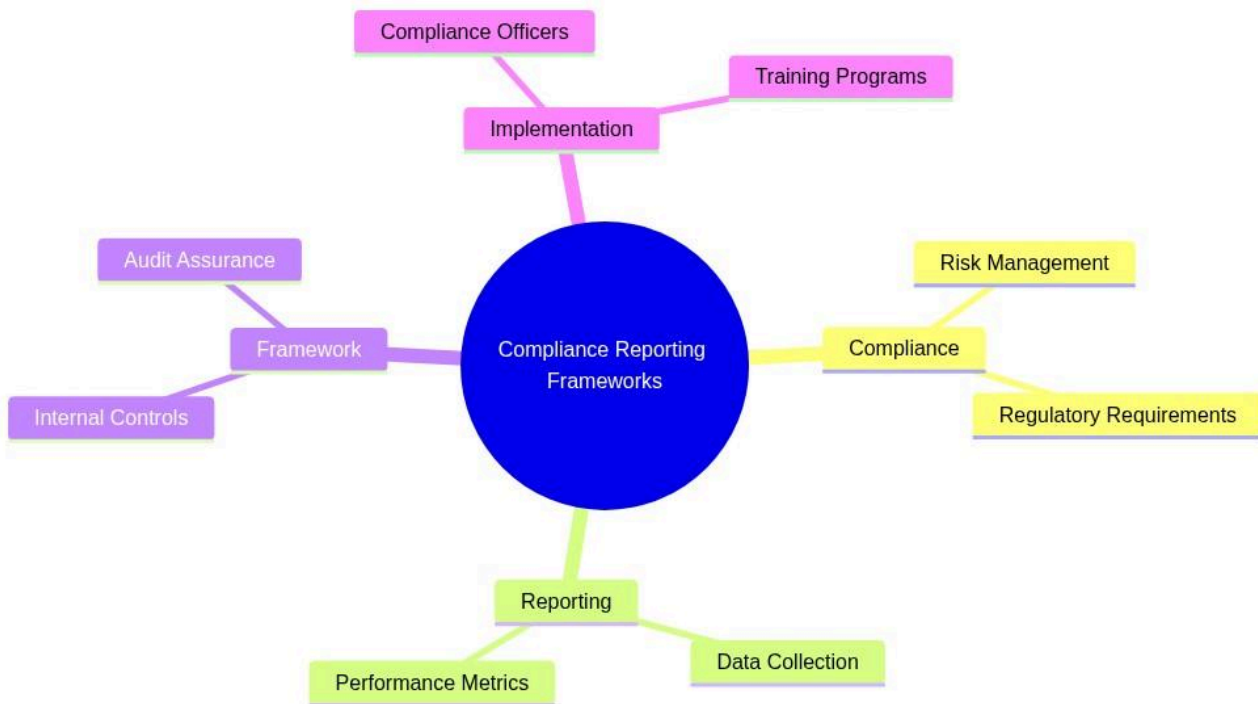 Compliance Officers
Training Programs
Implementation
Audit Assurance
Risk Management
Framework
Compliance Reporting
Frameworks
Compliance
Internal Controls
Regulatory Requirements
Reporting
Data Collection
Performance Metrics